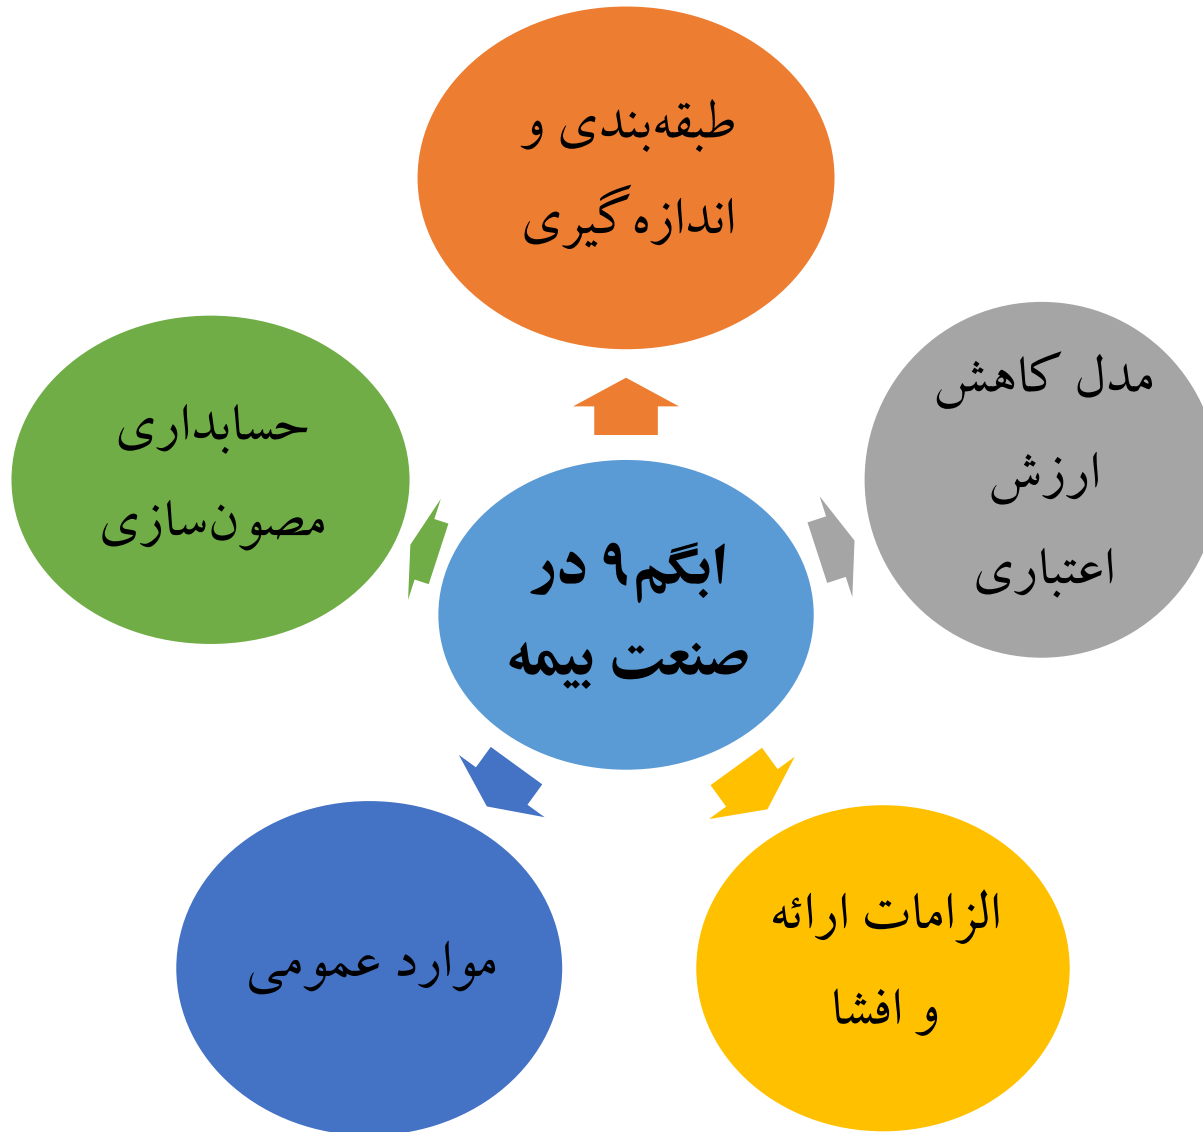 طبقه‌بندی و
اندازه‌گیری
مدل کاهش
ارزش
اعتباری
حسابداری
مصون‌سازی
ابگم۹ در
صنعت بیمه
الزامات ارائه
و افشا
موارد عمومی